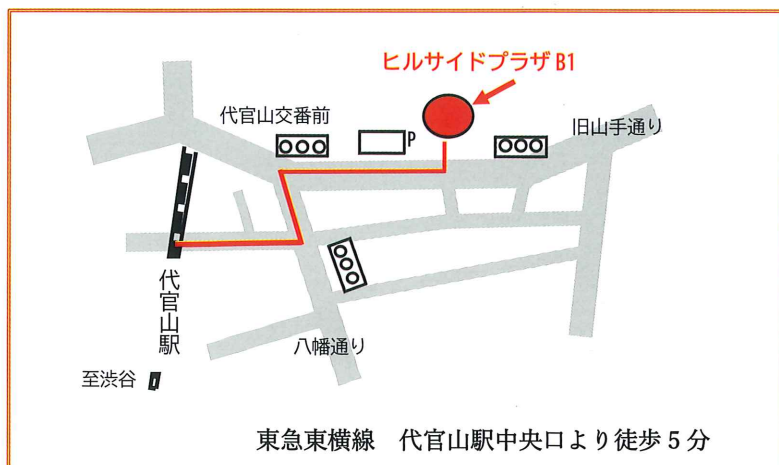 ヒルサイドプラザ B1
代官山交番前
P
旧山手通り
代官山駅
八幡通り
至渋谷
東急東横線 代官山駅中央口より徒歩 5 分